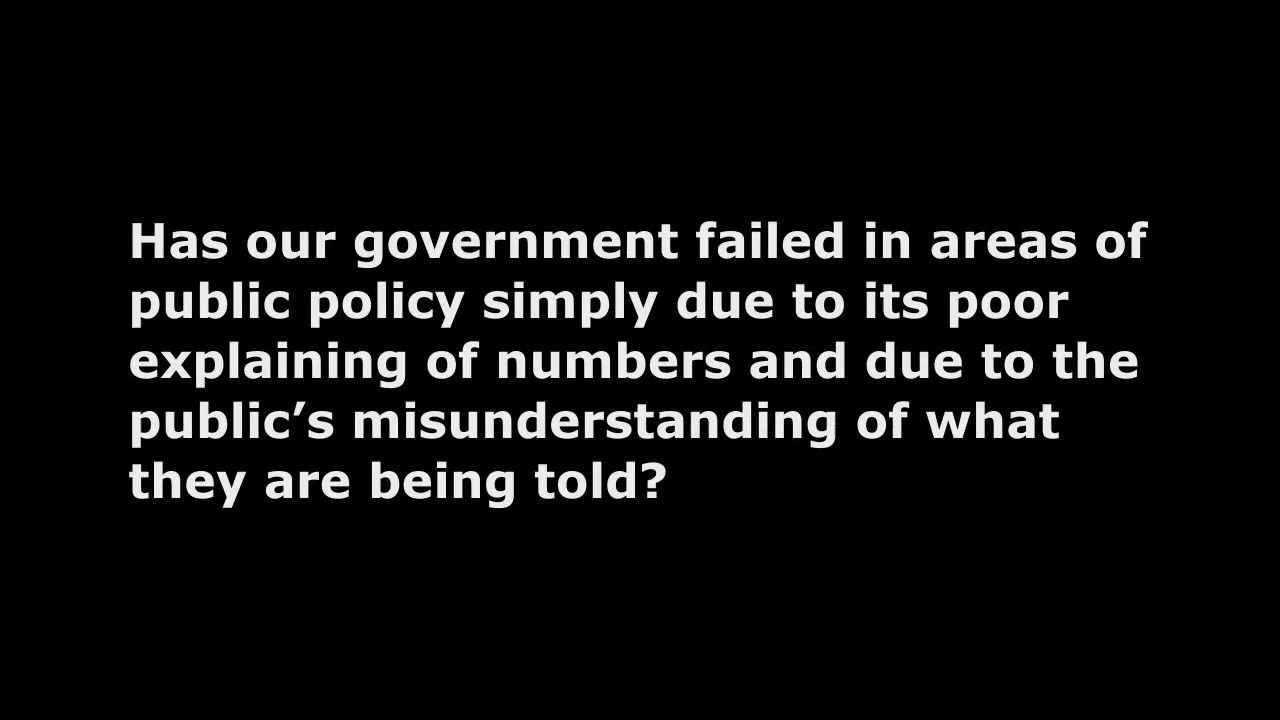 Has our government failed in areas of
public policy simply due to its poor
explaining of numbers and due to the
public’s misunderstanding of what
they are being told?